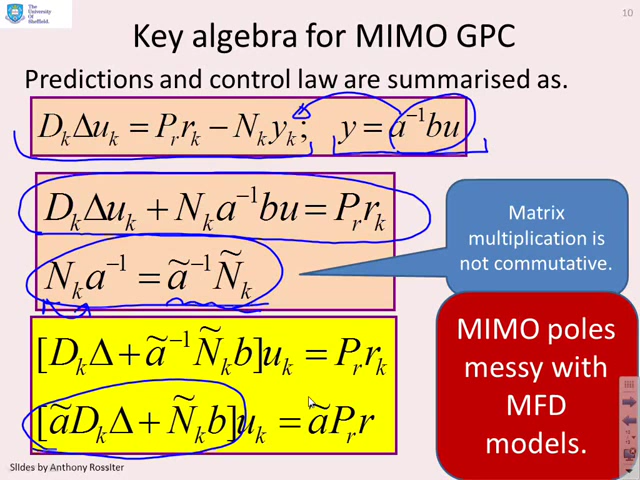 The
University
Of
Sheffield.
10
Key algebra for MIMO GPC
Predictions and control law are summarised as.
D_k Δu_k = P_r r_k − N_k y_k; y = a^{−1}bu
D_k Δu_k + N_k a^{−1}bu = P_r r_k
N_k a^{−1} = ã^{−1}Ñ_k
[D_k Δ + ã^{−1}Ñ_k b]u_k = P_r r_k
[ãD_k Δ + Ñ_k b]u_k = ãP_r r
Matrix
multiplication is
not commutative.
MIMO poles
messy with
MFD
models.
Slides by Anthony Rossiter